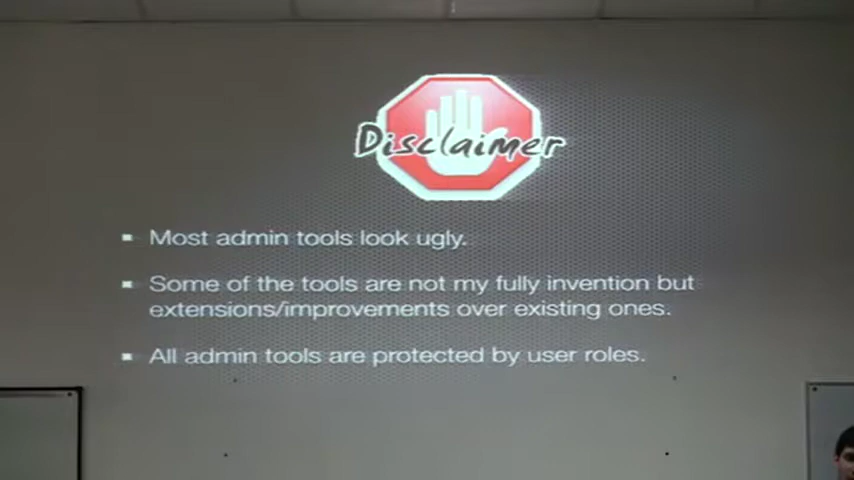 Disclaimer
Most admin tools look ugly.
Some of the tools are not my fully invention but
extensions/improvements over existing ones.
All admin tools are protected by user roles.